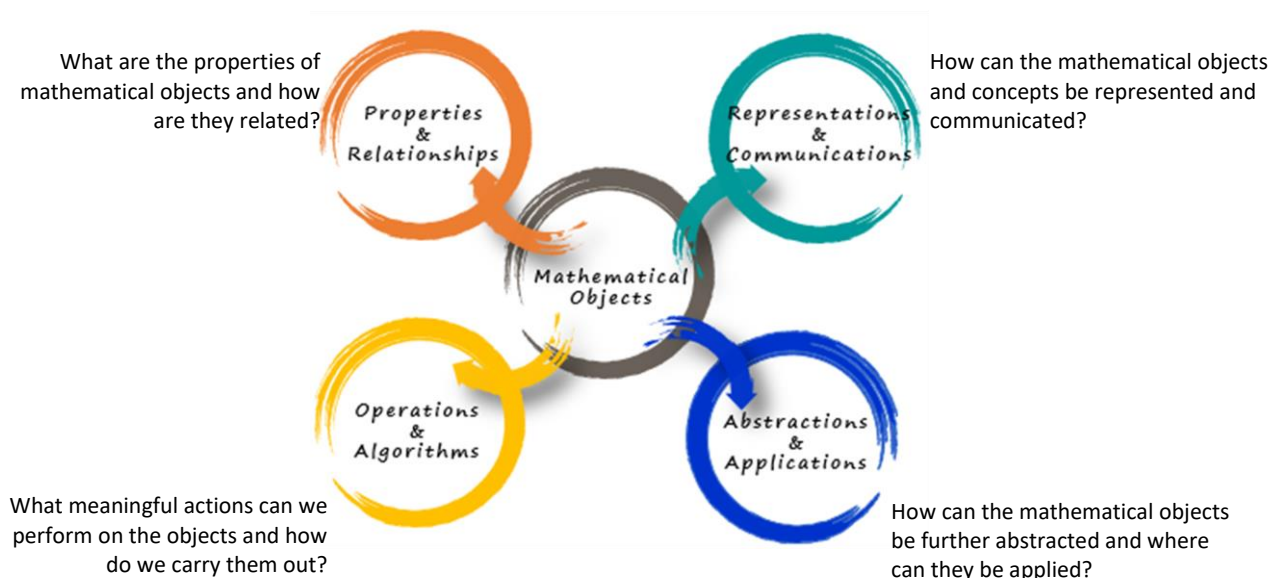 What are the properties of
mathematical objects and how
are they related?
Properties
&
Relationships
How can the mathematical objects
and concepts be represented and
communicated?
Representations
&
Communications
Mathematical
Objects
Operations
&
Algorithms
What meaningful actions can we
perform on the objects and how
do we carry them out?
Abstractions
&
Applications
How can the mathematical objects
be further abstracted and where
can they be applied?